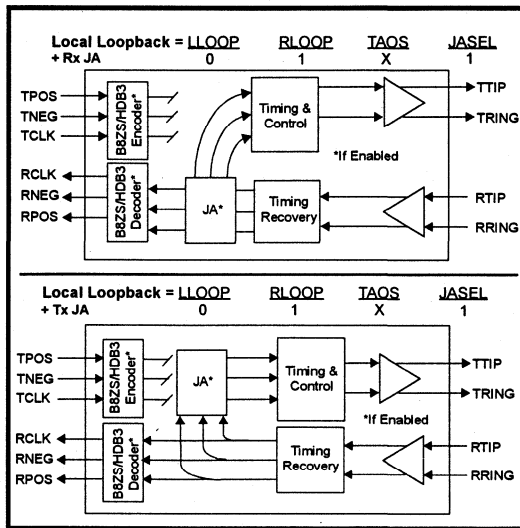 Local Loopback = LLOOP RLOOP TAOS JASEL
+ Rx JA 0 1 X 1
TPOS
TNEG
TCLK
B8ZS/HDB3
Encoder*
Timing &
Control
TTIP
TRING
*If Enabled
RCLK
RNEG
RPOS
B8ZS/HDB3
Decoder*
JA*
Timing
Recovery
RTIP
RRING
Local Loopback = LLOOP RLOOP TAOS JASEL
+ Tx JA 0 1 X 1
TPOS
TNEG
TCLK
B8ZS/HDB3
Encoder*
JA*
Timing &
Control
TTIP
TRING
*If Enabled
RCLK
RNEG
RPOS
B8ZS/HDB3
Decoder*
Timing
Recovery
RTIP
RRING